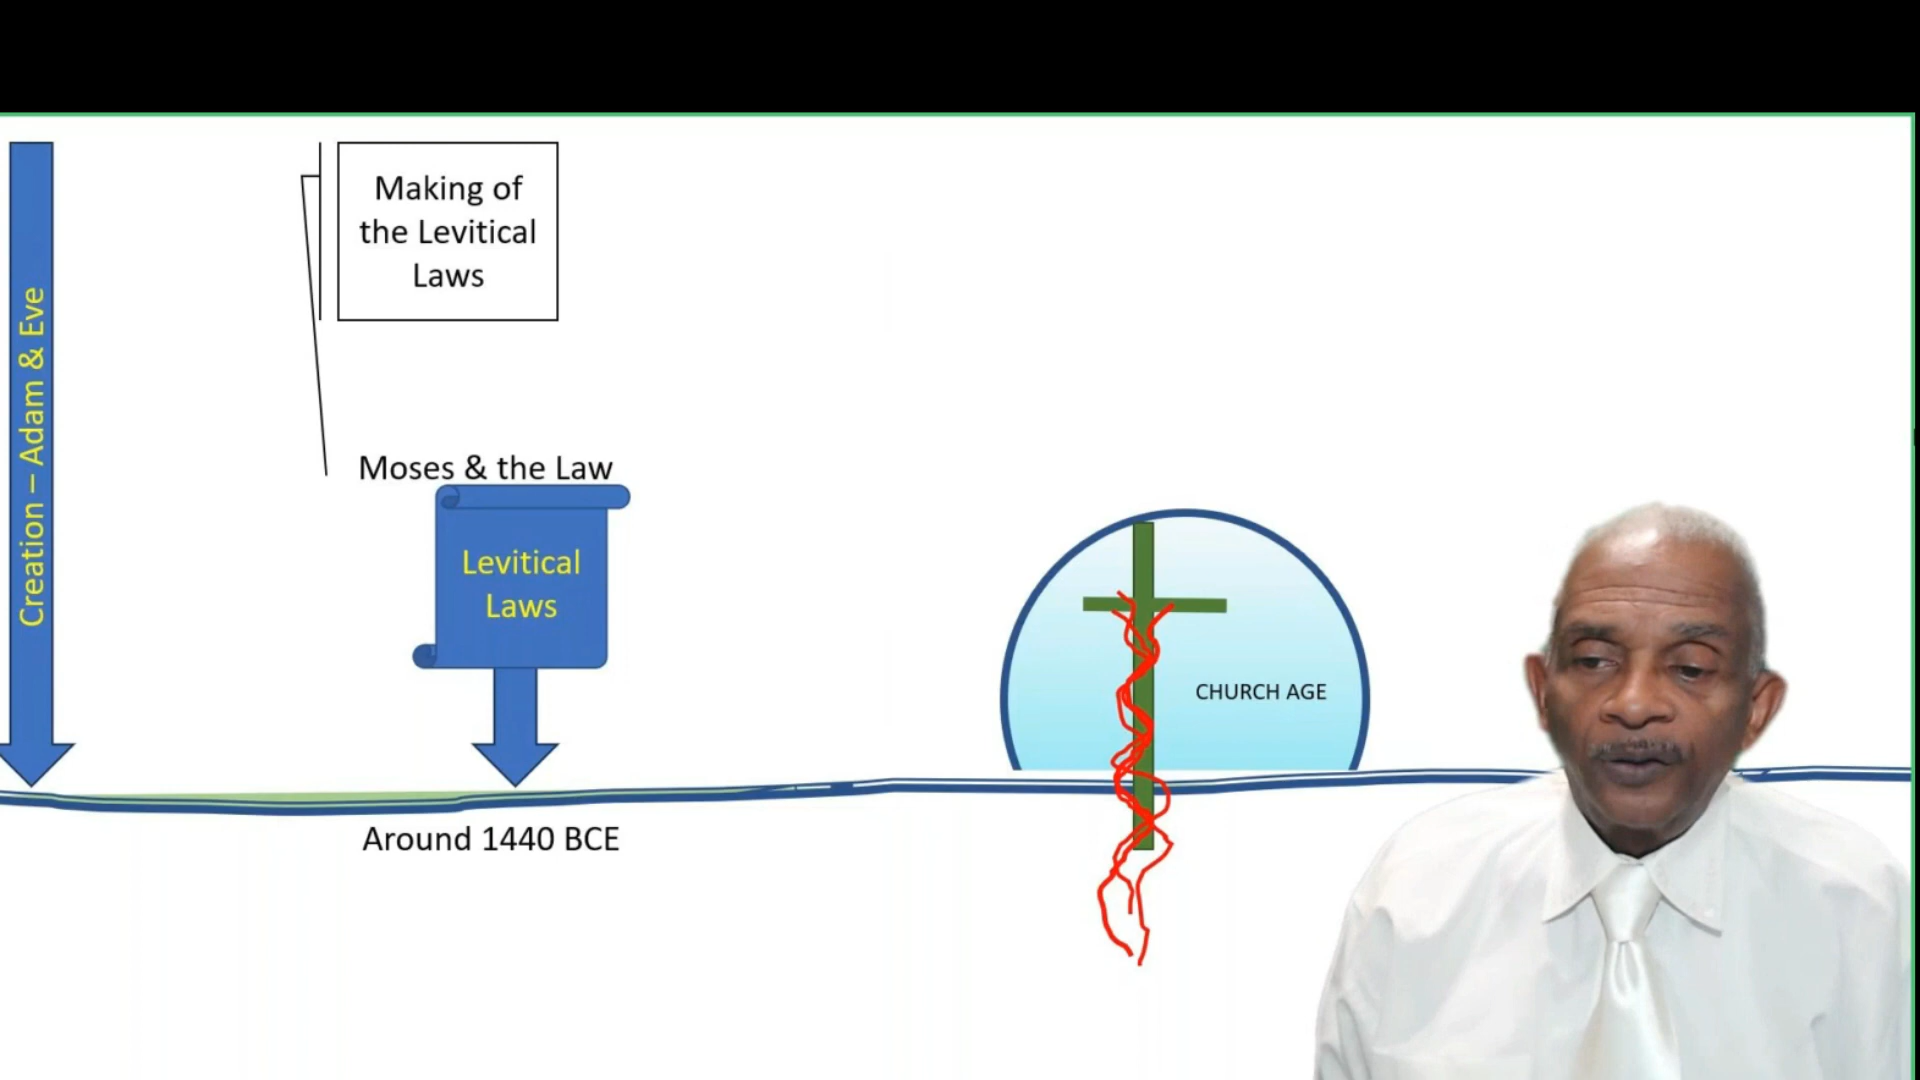 Creation – Adam & Eve
Making of
the Levitical
Laws
Moses & the Law
Levitical
Laws
CHURCH AGE
Around 1440 BCE